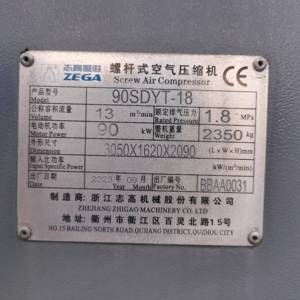 志高掘进 螺杆式空气压缩机
ZEGA Screw Air Compressor CE
产品型号 Model 90SDYT-18
公称容积流量 Volume Flow 13 m³/min 额定排气压力 Rated Pressure 1.8 MPa
电动机功率 Motor Power 90 kW 整机重量 Weight 2350 kg
外形尺寸 Dimension 3050X1620X2090 (L×W×H)mm
输入比功率 Input Specific Power kW/(m³/min)
出厂日期 Date 2023 年 Year 09 月 Month 出厂编号 Factory NO. BBAA0031
制造商:浙江志高机械股份有限公司
ZHEJIANG ZHIGAO MACHINERY CO.,LTD
地址:衢州市衢江区百灵北路15号
NO 15 BAILING NORTH ROAD,QUJIANG DISTRICT,QUZHOU CITY